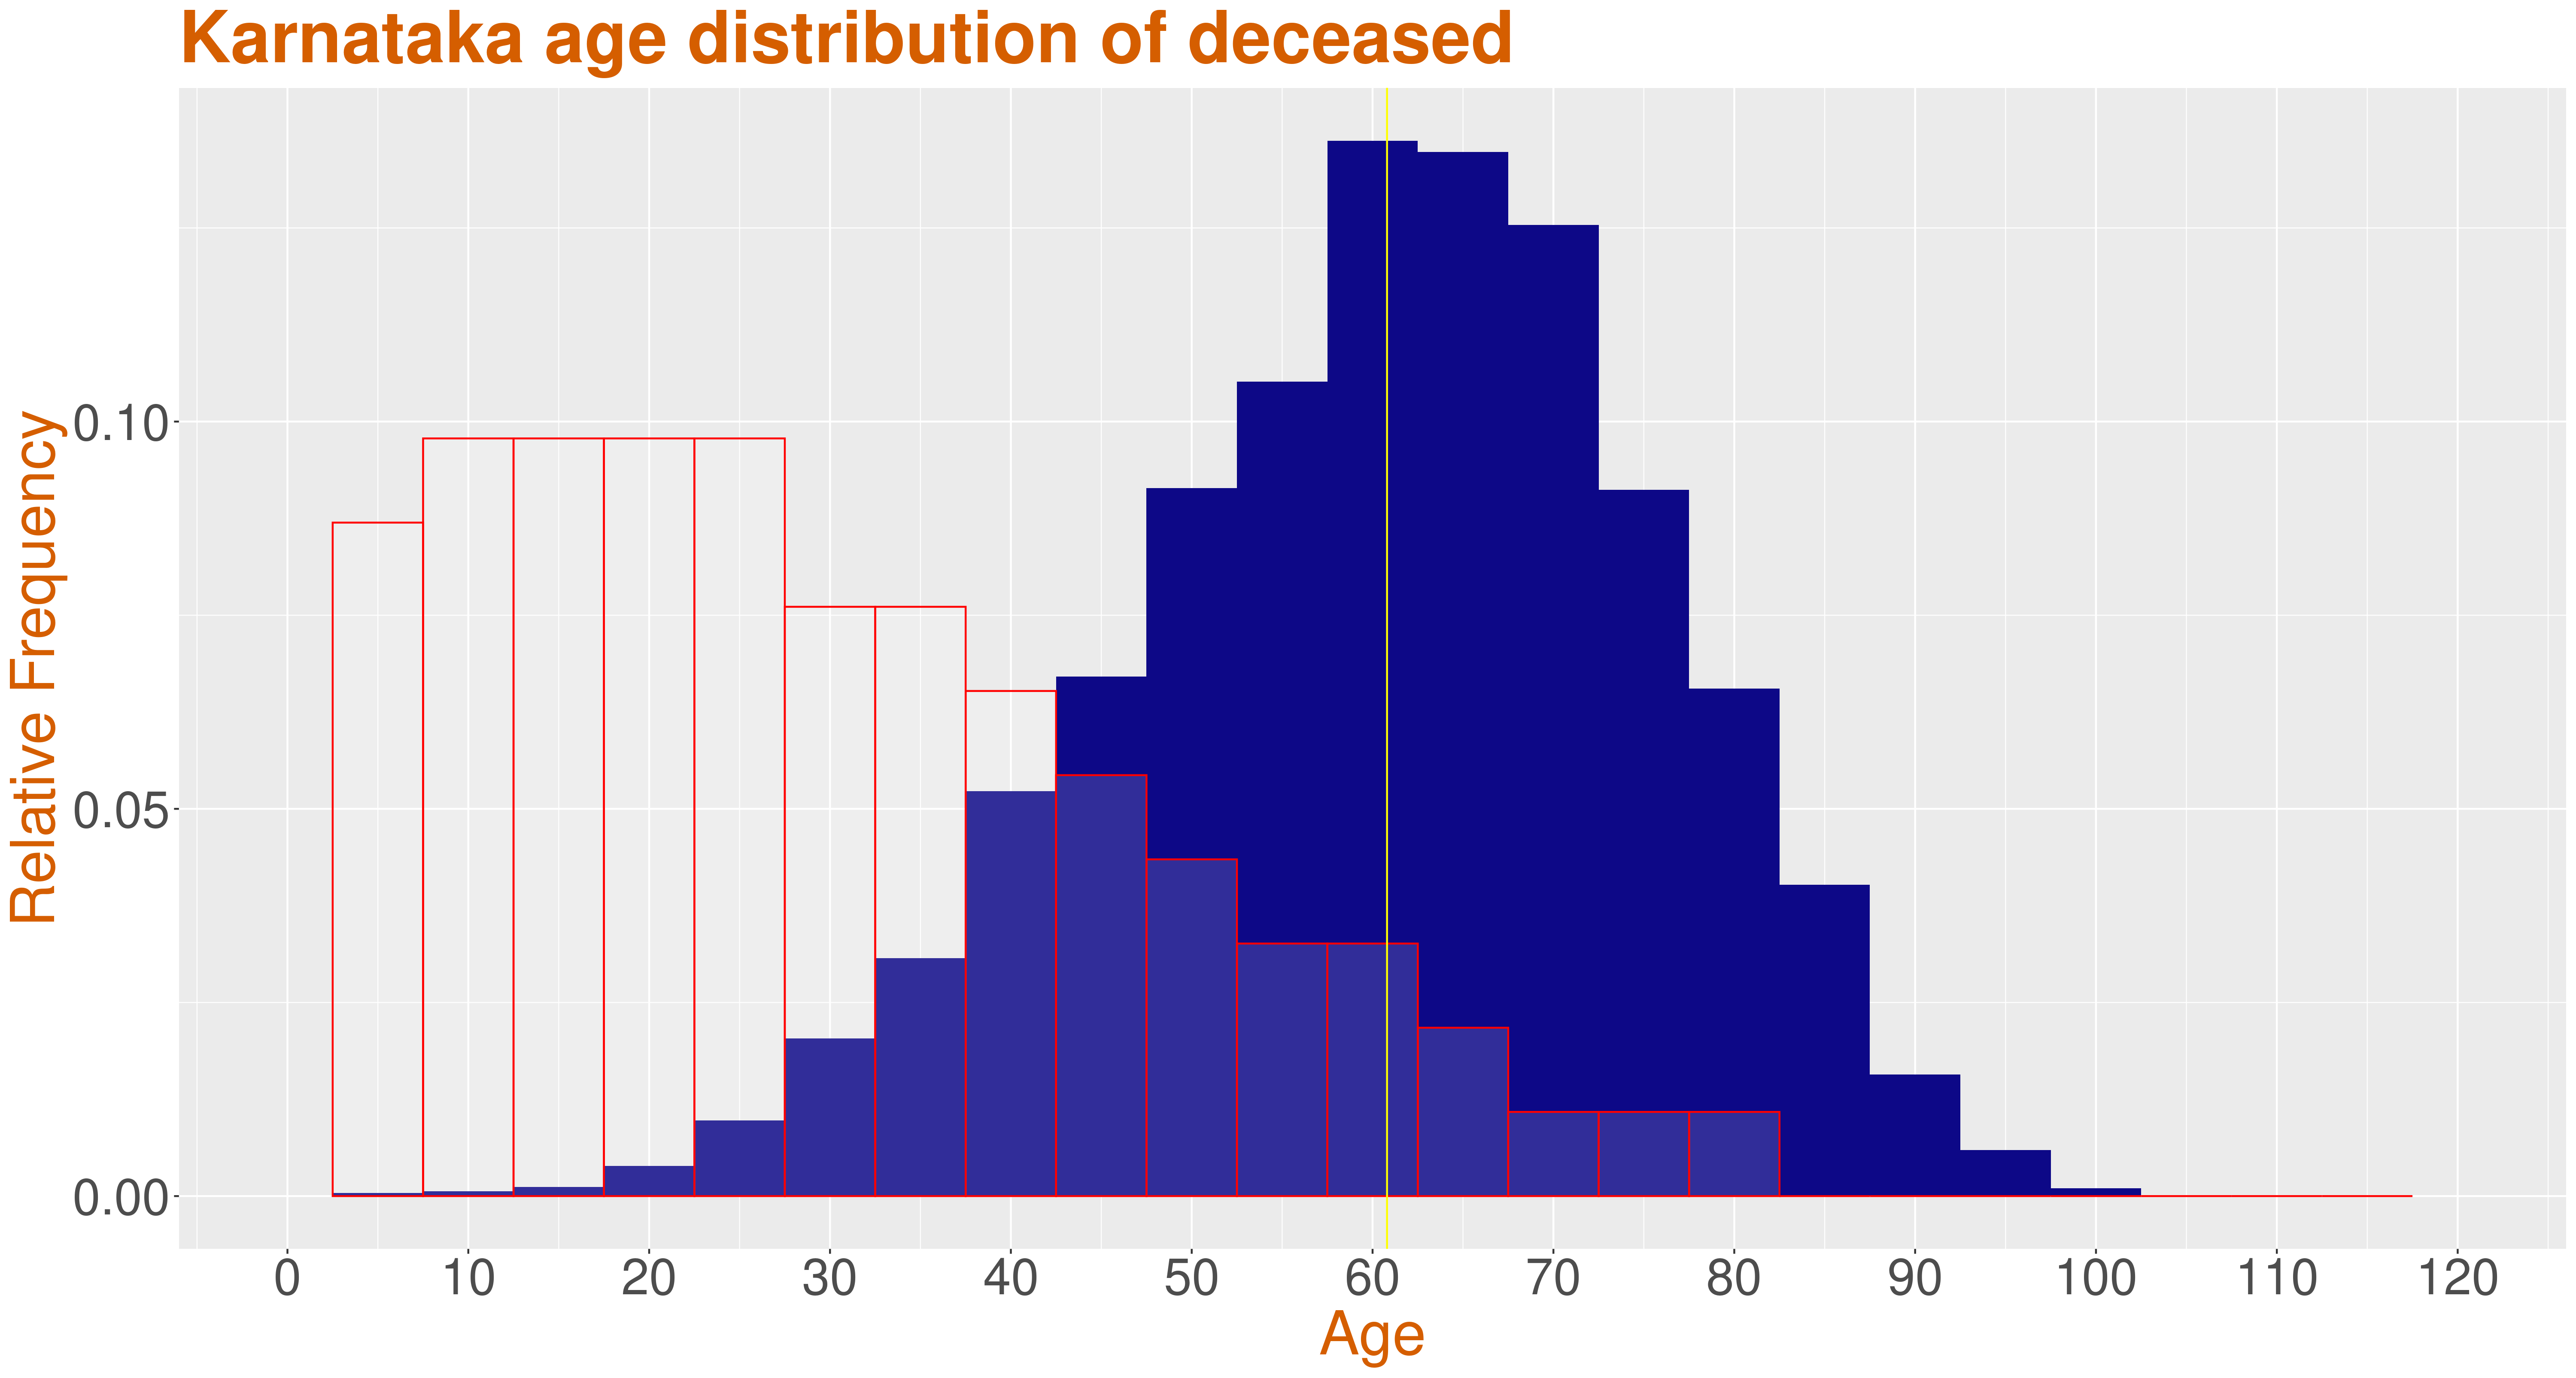 Karnataka age distribution of deceased
Relative Frequency
0.10
0.05
0.00
0 10 20 30 40 50 60 70 80 90 100 110 120
Age